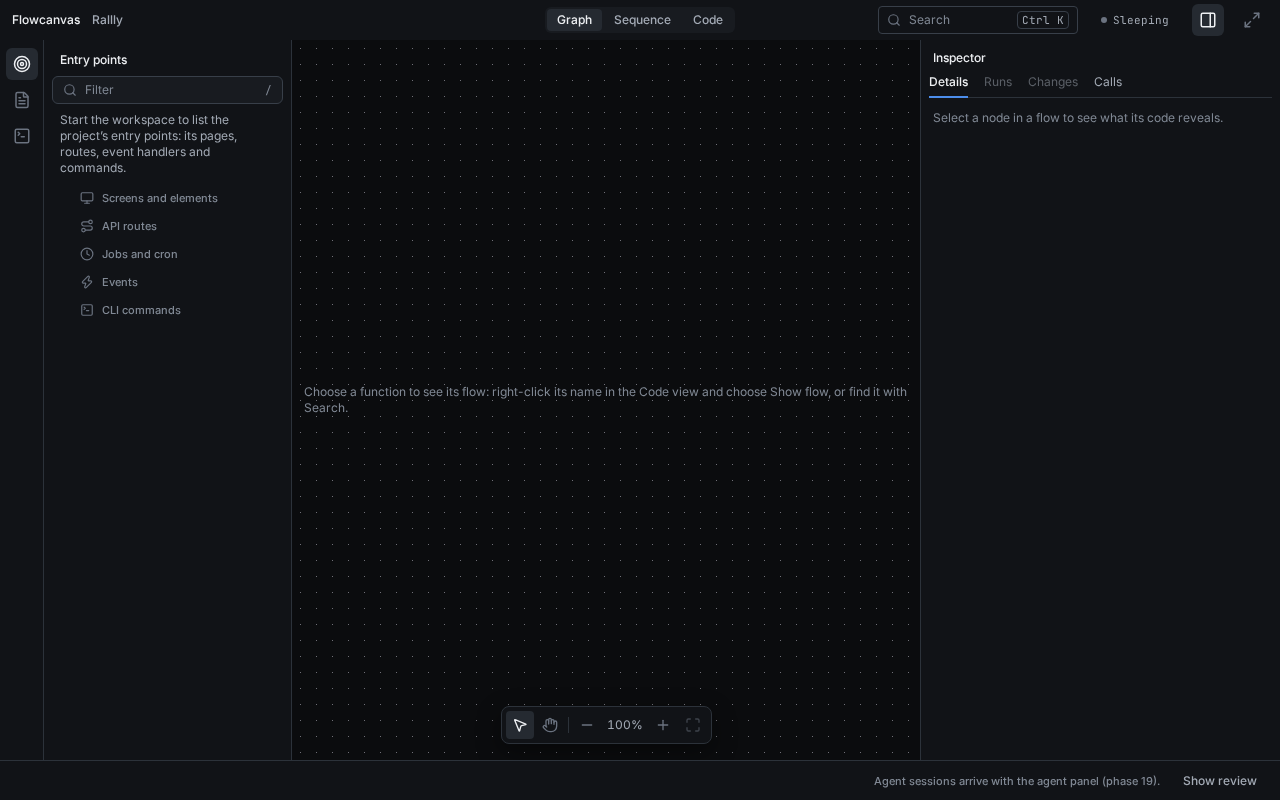 Flowcanvas Rallly Graph Sequence Code Search Ctrl K Sleeping
Entry points
Filter /
Start the workspace to list the
project's entry points: its pages,
routes, event handlers and
commands.
Screens and elements
API routes
Jobs and cron
Events
CLI commands
Choose a function to see its flow: right-click its name in the Code view and choose Show flow, or find it with
Search.
100%
Inspector
Details Runs Changes Calls
Select a node in a flow to see what its code reveals.
Agent sessions arrive with the agent panel (phase 19). Show review